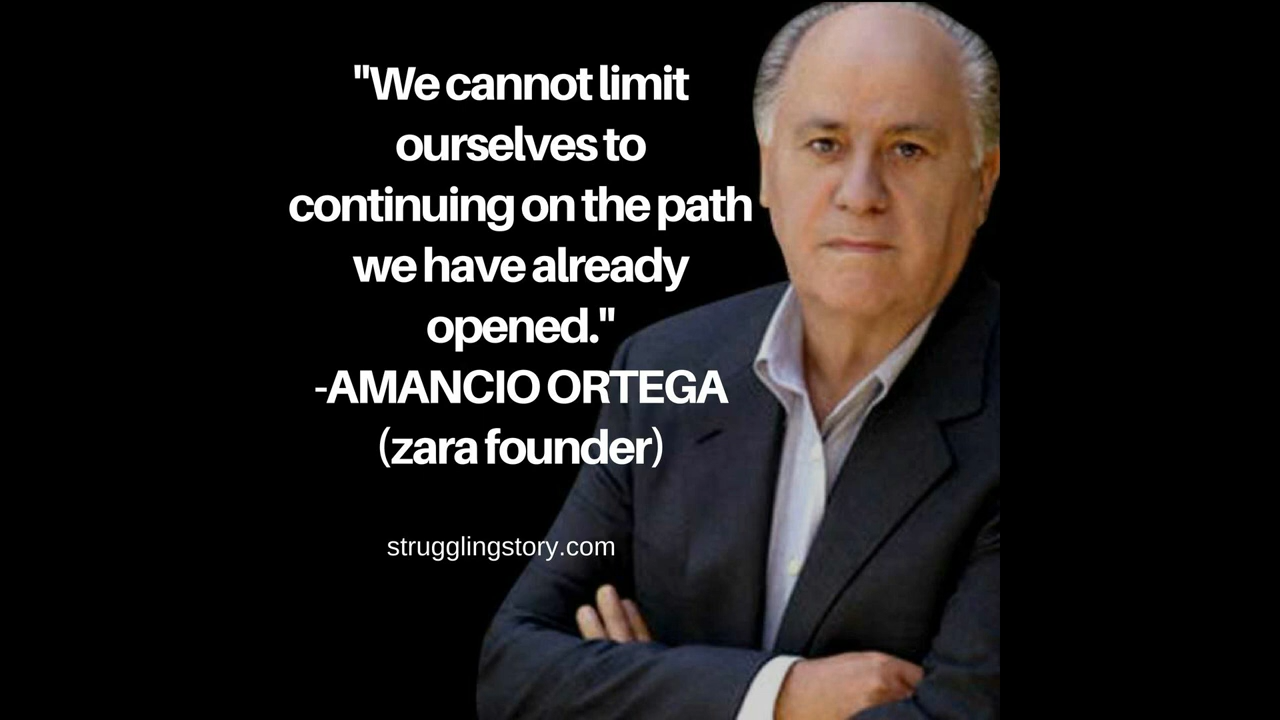 "We cannot limit
ourselves to
continuing on the path
we have already
opened."
-AMANCIO ORTEGA
(zara founder)
strugglingstory.com